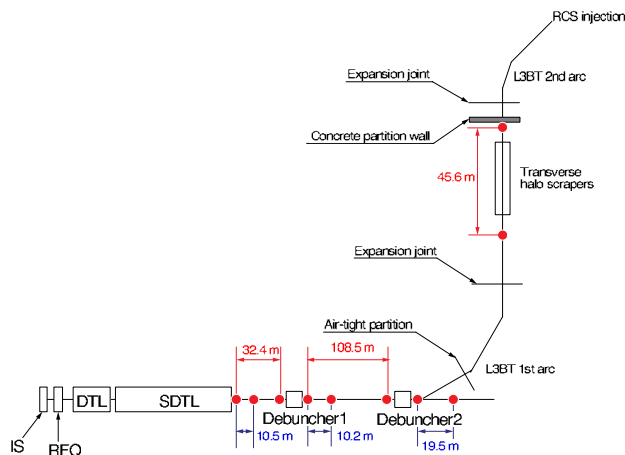 RCS injection
Expansion joint
L3BT 2nd arc
Concrete partition wall
45.6 m
Transverse
halo scrapers
Expansion joint
Air-tight partition
32.4 m
108.5 m
L3BT 1st arc
DTL
SDTL
Debuncher1
Debuncher2
IS
RFQ
10.5 m
10.2 m
19.5 m